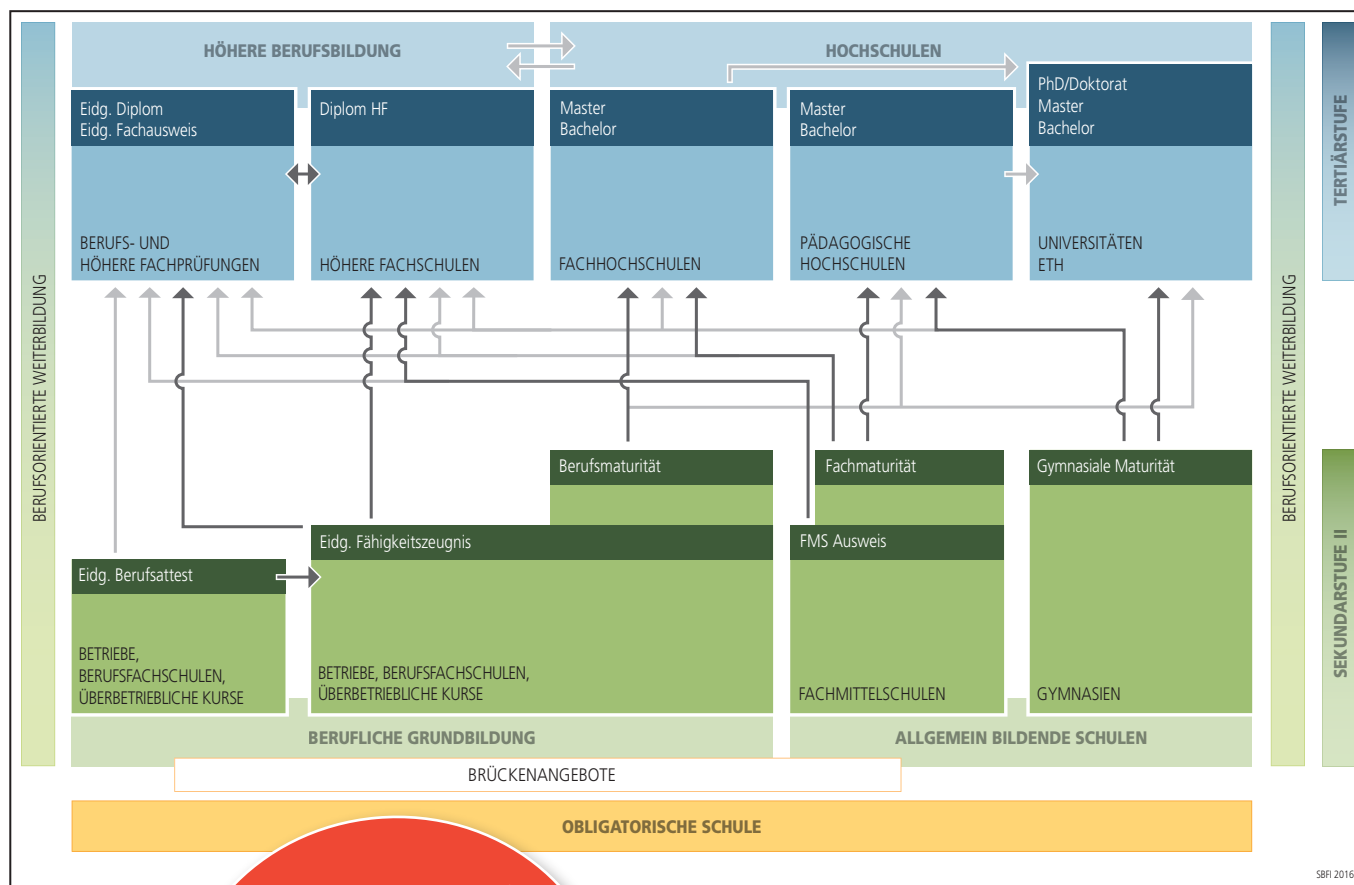 HÖHERE BERUFSBILDUNG
HOCHSCHULEN
Eidg. Diplom
Eidg. Fachausweis
BERUFS- UND
HÖHERE FACHPRÜFUNGEN
Diplom HF
HÖHERE FACHSCHULEN
Master
Bachelor
FACHHOCHSCHULEN
Master
Bachelor
PÄDAGOGISCHE
HOCHSCHULEN
PhD/Doktorat
Master
Bachelor
UNIVERSITÄTEN
ETH
BERUFSORIENTIERTE WEITERBILDUNG
BERUFSORIENTIERTE WEITERBILDUNG
TERTIÄRSTUFE
SEKUNDARSTUFE II
Berufsmaturität
Fachmaturität
Gymnasiale Maturität
Eidg. Fähigkeitszeugnis
FMS Ausweis
Eidg. Berufsattest
BETRIEBE,
BERUFSFACHSCHULEN,
ÜBERBETRIEBLICHE KURSE
BETRIEBE, BERUFSFACHSCHULEN,
ÜBERBETRIEBLICHE KURSE
FACHMITTELSCHULEN
GYMNASIEN
BERUFLICHE GRUNDBILDUNG
ALLGEMEIN BILDENDE SCHULEN
BRÜCKENANGEBOTE
OBLIGATORISCHE SCHULE
SBFI 2016